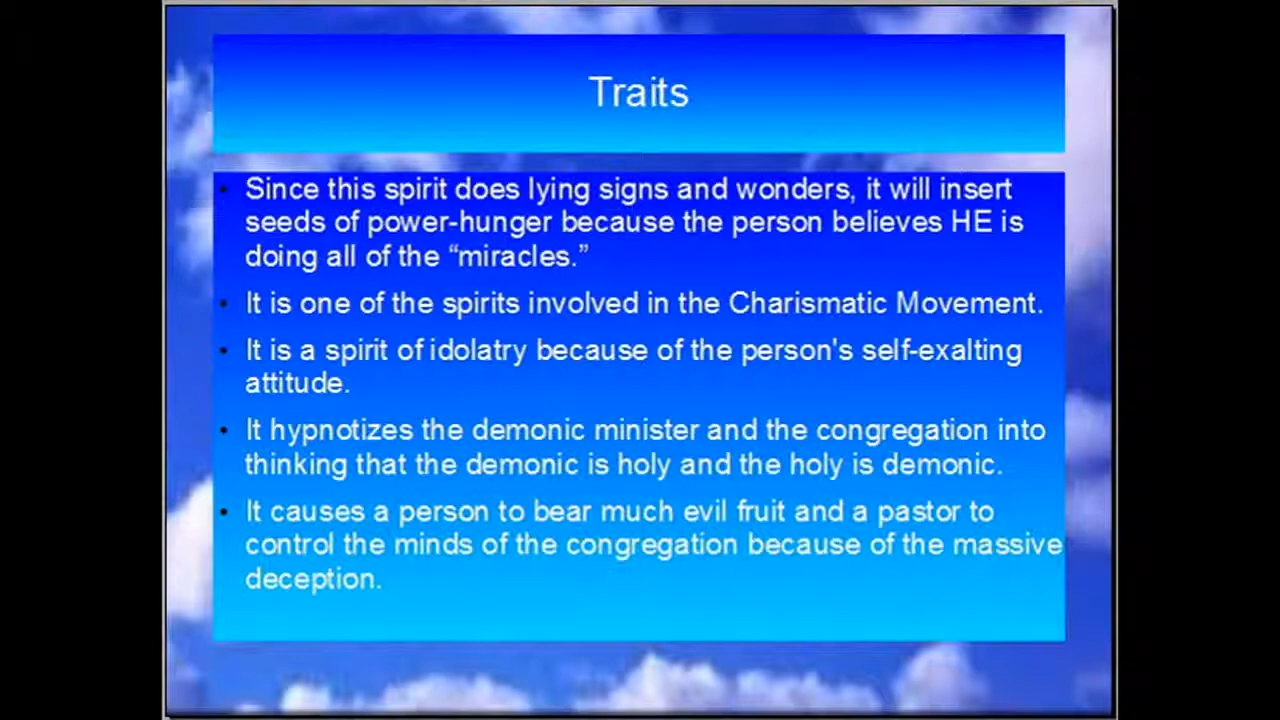 Traits
• Since this spirit does lying signs and wonders, it will insert
seeds of power-hunger because the person believes HE is
doing all of the “miracles.”
• It is one of the spirits involved in the Charismatic Movement.
• It is a spirit of idolatry because of the person's self-exalting
attitude.
• It hypnotizes the demonic minister and the congregation into
thinking that the demonic is holy and the holy is demonic.
• It causes a person to bear much evil fruit and a pastor to
control the minds of the congregation because of the massive
deception.